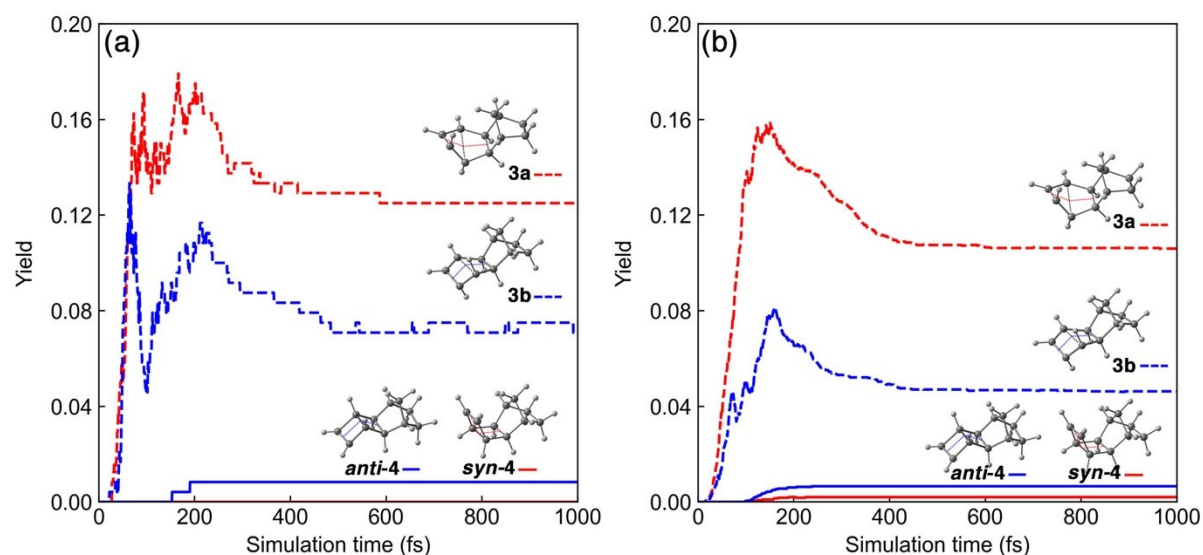 (a)
Yield
0.20
0.16
0.12
0.08
0.04
0.00
3a
3b
anti-4
syn-4
0
200
400
600
800
1000
Simulation time (fs)
(b)
Yield
0.20
0.16
0.12
0.08
0.04
0.00
3a
3b
anti-4
syn-4
0
200
400
600
800
1000
Simulation time (fs)